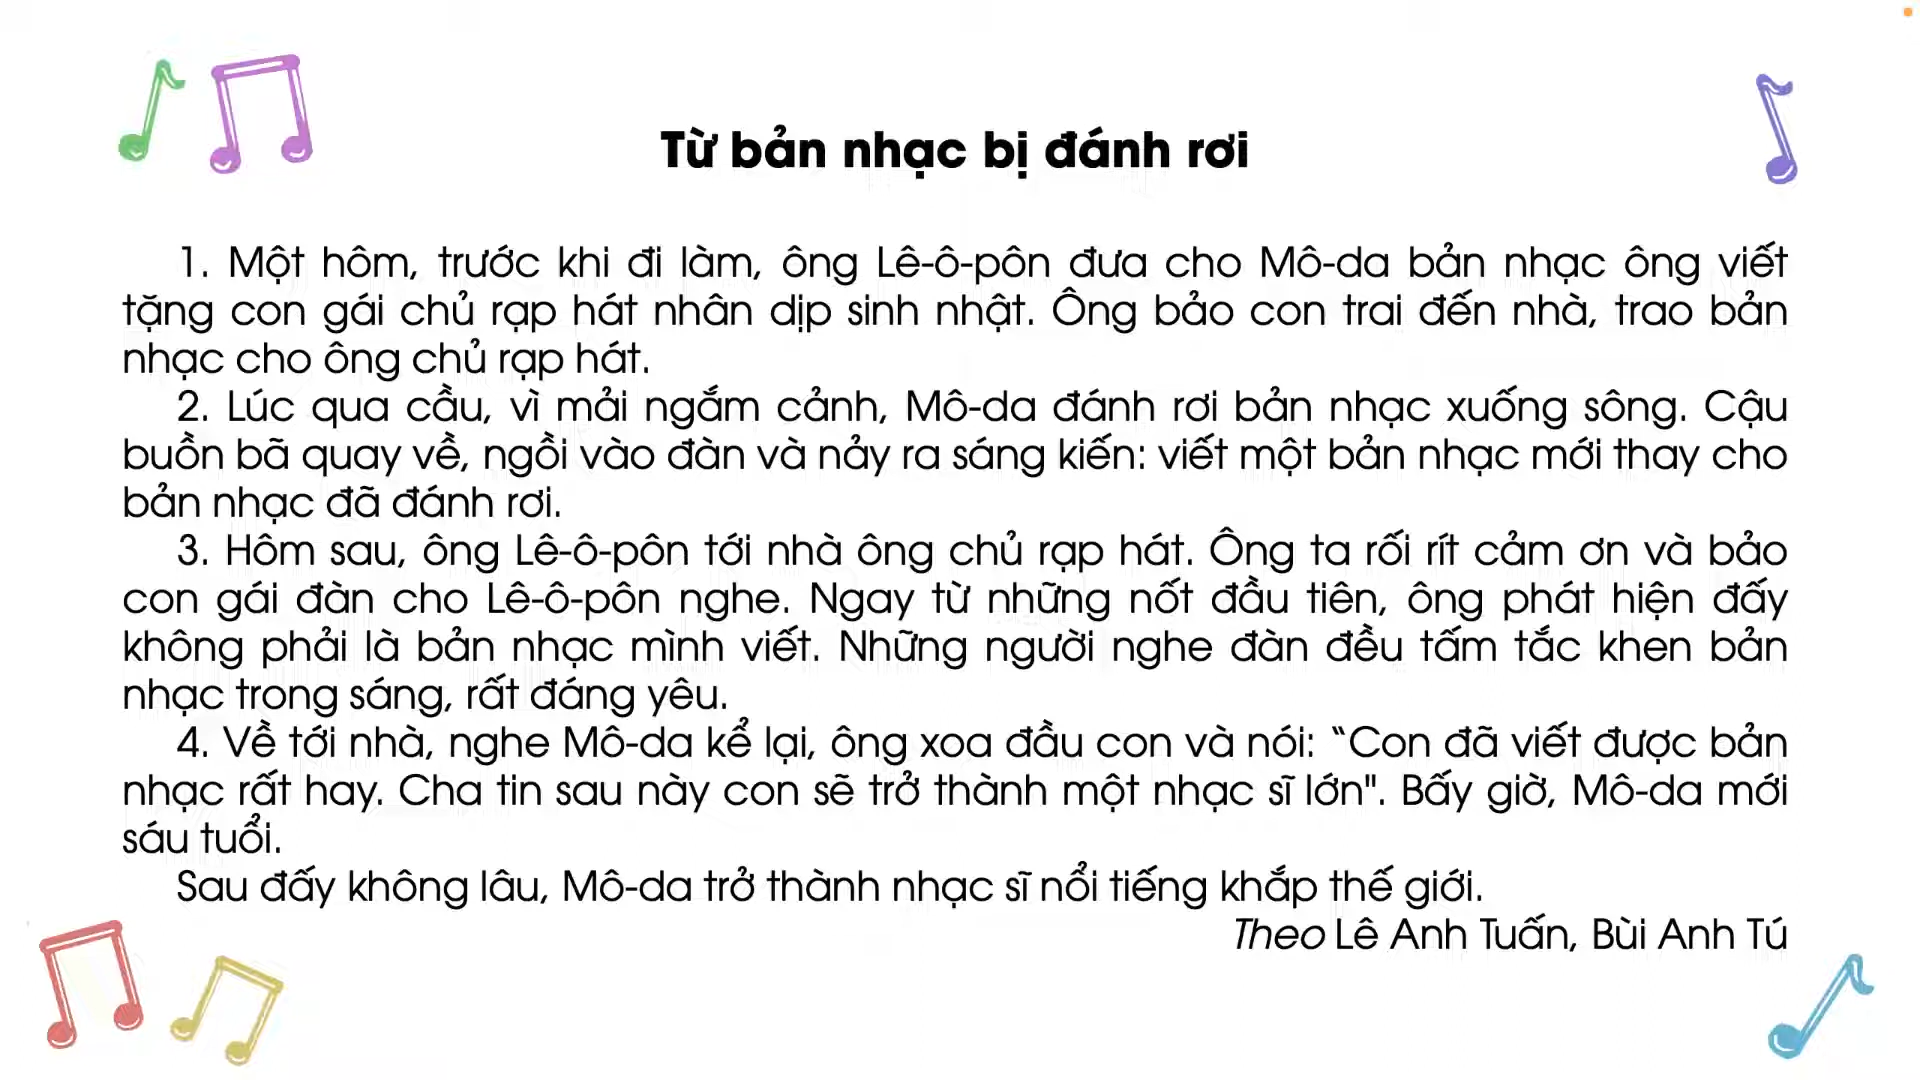 Từ bản nhạc bị đánh rơi
1. Một hôm, trước khi đi làm, ông Lê-ô-pôn đưa cho Mô-da bản nhạc ông viết
tặng con gái chủ rạp hát nhân dịp sinh nhật. Ông bảo con trai đến nhà, trao bản
nhạc cho ông chủ rạp hát.
2. Lúc qua cầu, vì mải ngắm cảnh, Mô-da đánh rơi bản nhạc xuống sông. Cậu
buồn bã quay về, ngồi vào đàn và nảy ra sáng kiến: viết một bản nhạc mới thay cho
bản nhạc đã đánh rơi.
3. Hôm sau, ông Lê-ô-pôn tới nhà ông chủ rạp hát. Ông ta rối rít cảm ơn và bảo
con gái đàn cho Lê-ô-pôn nghe. Ngay từ những nốt đầu tiên, ông phát hiện đấy
không phải là bản nhạc mình viết. Những người nghe đàn đều tấm tắc khen bản
nhạc trong sáng, rất đáng yêu.
4. Về tới nhà, nghe Mô-da kể lại, ông xoa đầu con và nói: “Con đã viết được bản
nhạc rất hay. Cha tin sau này con sẽ trở thành một nhạc sĩ lớn". Bấy giờ, Mô-da mới
sáu tuổi.
Sau đấy không lâu, Mô-da trở thành nhạc sĩ nổi tiếng khắp thế giới.
Theo Lê Anh Tuấn, Bùi Anh Tú